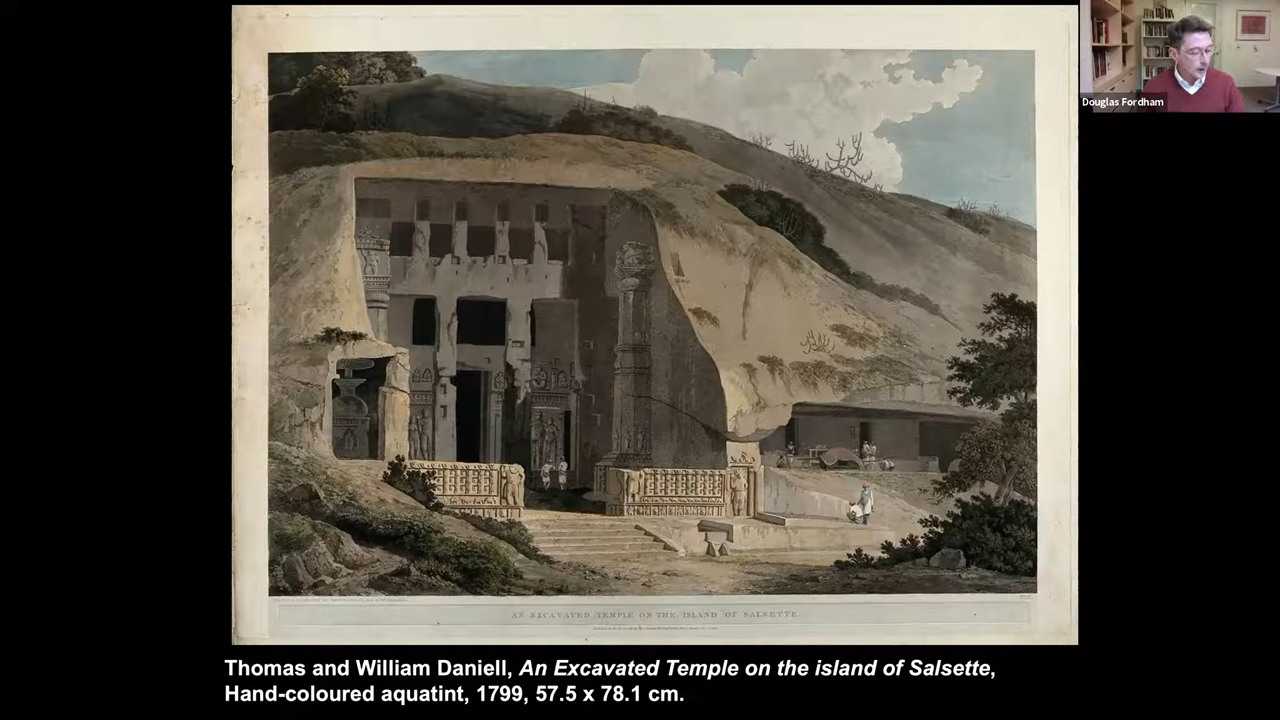 Douglas Fordham
AN EXCAVATED TEMPLE ON THE ISLAND OF SALSETTE.
Thomas and William Daniell, An Excavated Temple on the island of Salsette,
Hand-coloured aquatint, 1799, 57.5 x 78.1 cm.